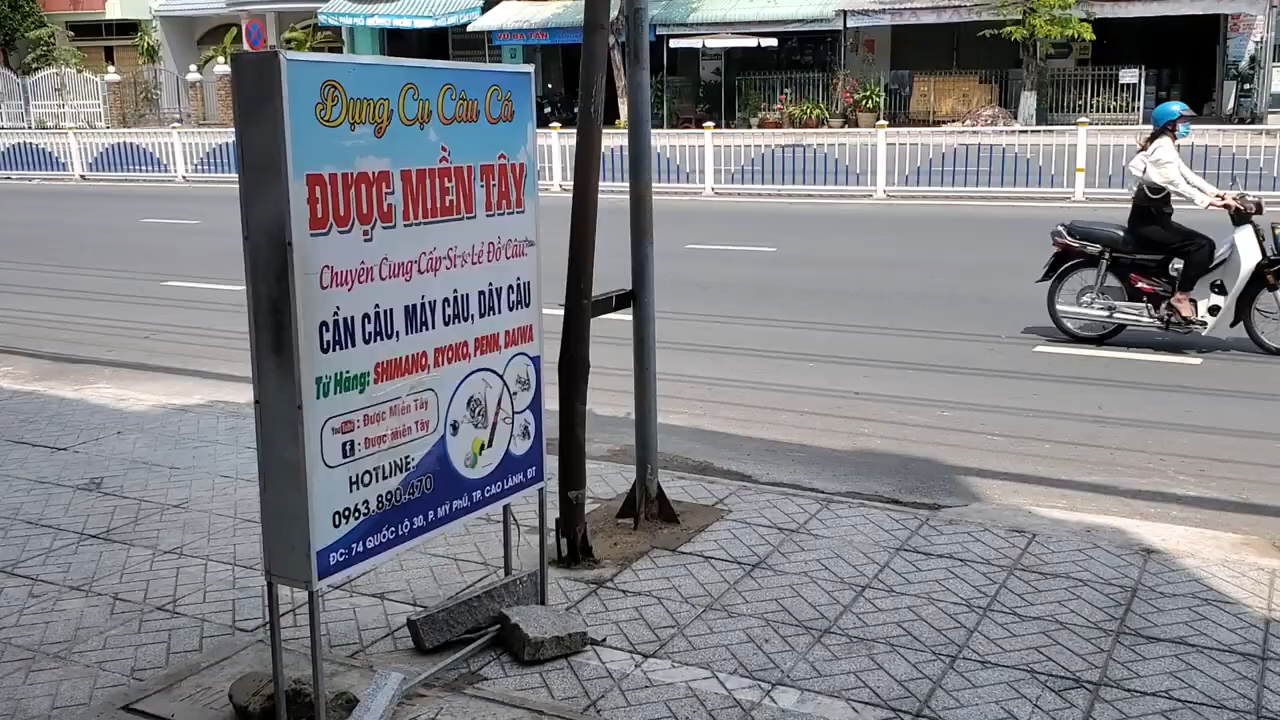 Dụng Cụ Câu Cá
ĐƯỢC MIỀN TÂY
Chuyên Cung Cấp Sỉ & Lẻ Đồ Câu:
CẦN CÂU, MÁY CÂU, DÂY CÂU
Từ Hãng: SHIMANO, RYOKO, PENN, DAIWA
YouTube : Được Miền Tây
f : Được Miền Tây
HOTLINE:
0963.890.470
ĐC: 74 QUỐC LỘ 30, P. MỸ PHÚ, TP. CAO LÃNH, ĐT